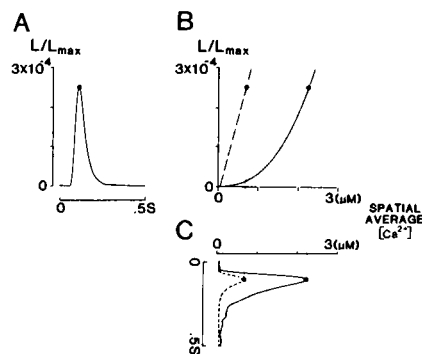 A
L/Lmax
3x10⁻⁴
0
0 .5S
B
L/Lmax
3x10⁻⁴
0
0 3(μM)
SPATIAL
AVERAGE
[Ca²⁺]
C
0 3(μM)
0
.5S